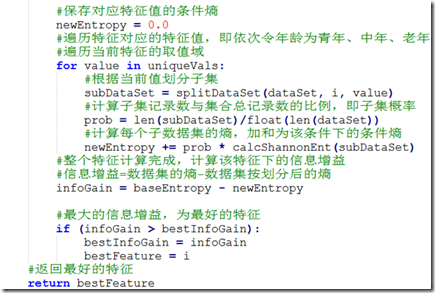 #保存对应特征值的条件熵
newEntropy = 0.0
#遍历特征对应的特征值，即依次令年龄为青年、中年、老年
#遍历当前特征的取值域
for value in uniqueVals:
#根据当前值划分子集
subDataSet = splitDataSet(dataSet, i, value)
#计算子集记录数与集合总记录数的比例，即子集概率
prob = len(subDataSet)/float(len(dataSet))
#计算每个子数据集的熵，加和为该条件下的条件熵
newEntropy += prob * calcShannonEnt(subDataSet)
#整个特征计算完成，计算该特征下的信息增益
#信息增益=数据集的熵-数据集按划分后的熵
infoGain = baseEntropy - newEntropy
#最大的信息增益，为最好的特征
if (infoGain > bestInfoGain):
bestInfoGain = infoGain
bestFeature = i
#返回最好的特征
return bestFeature